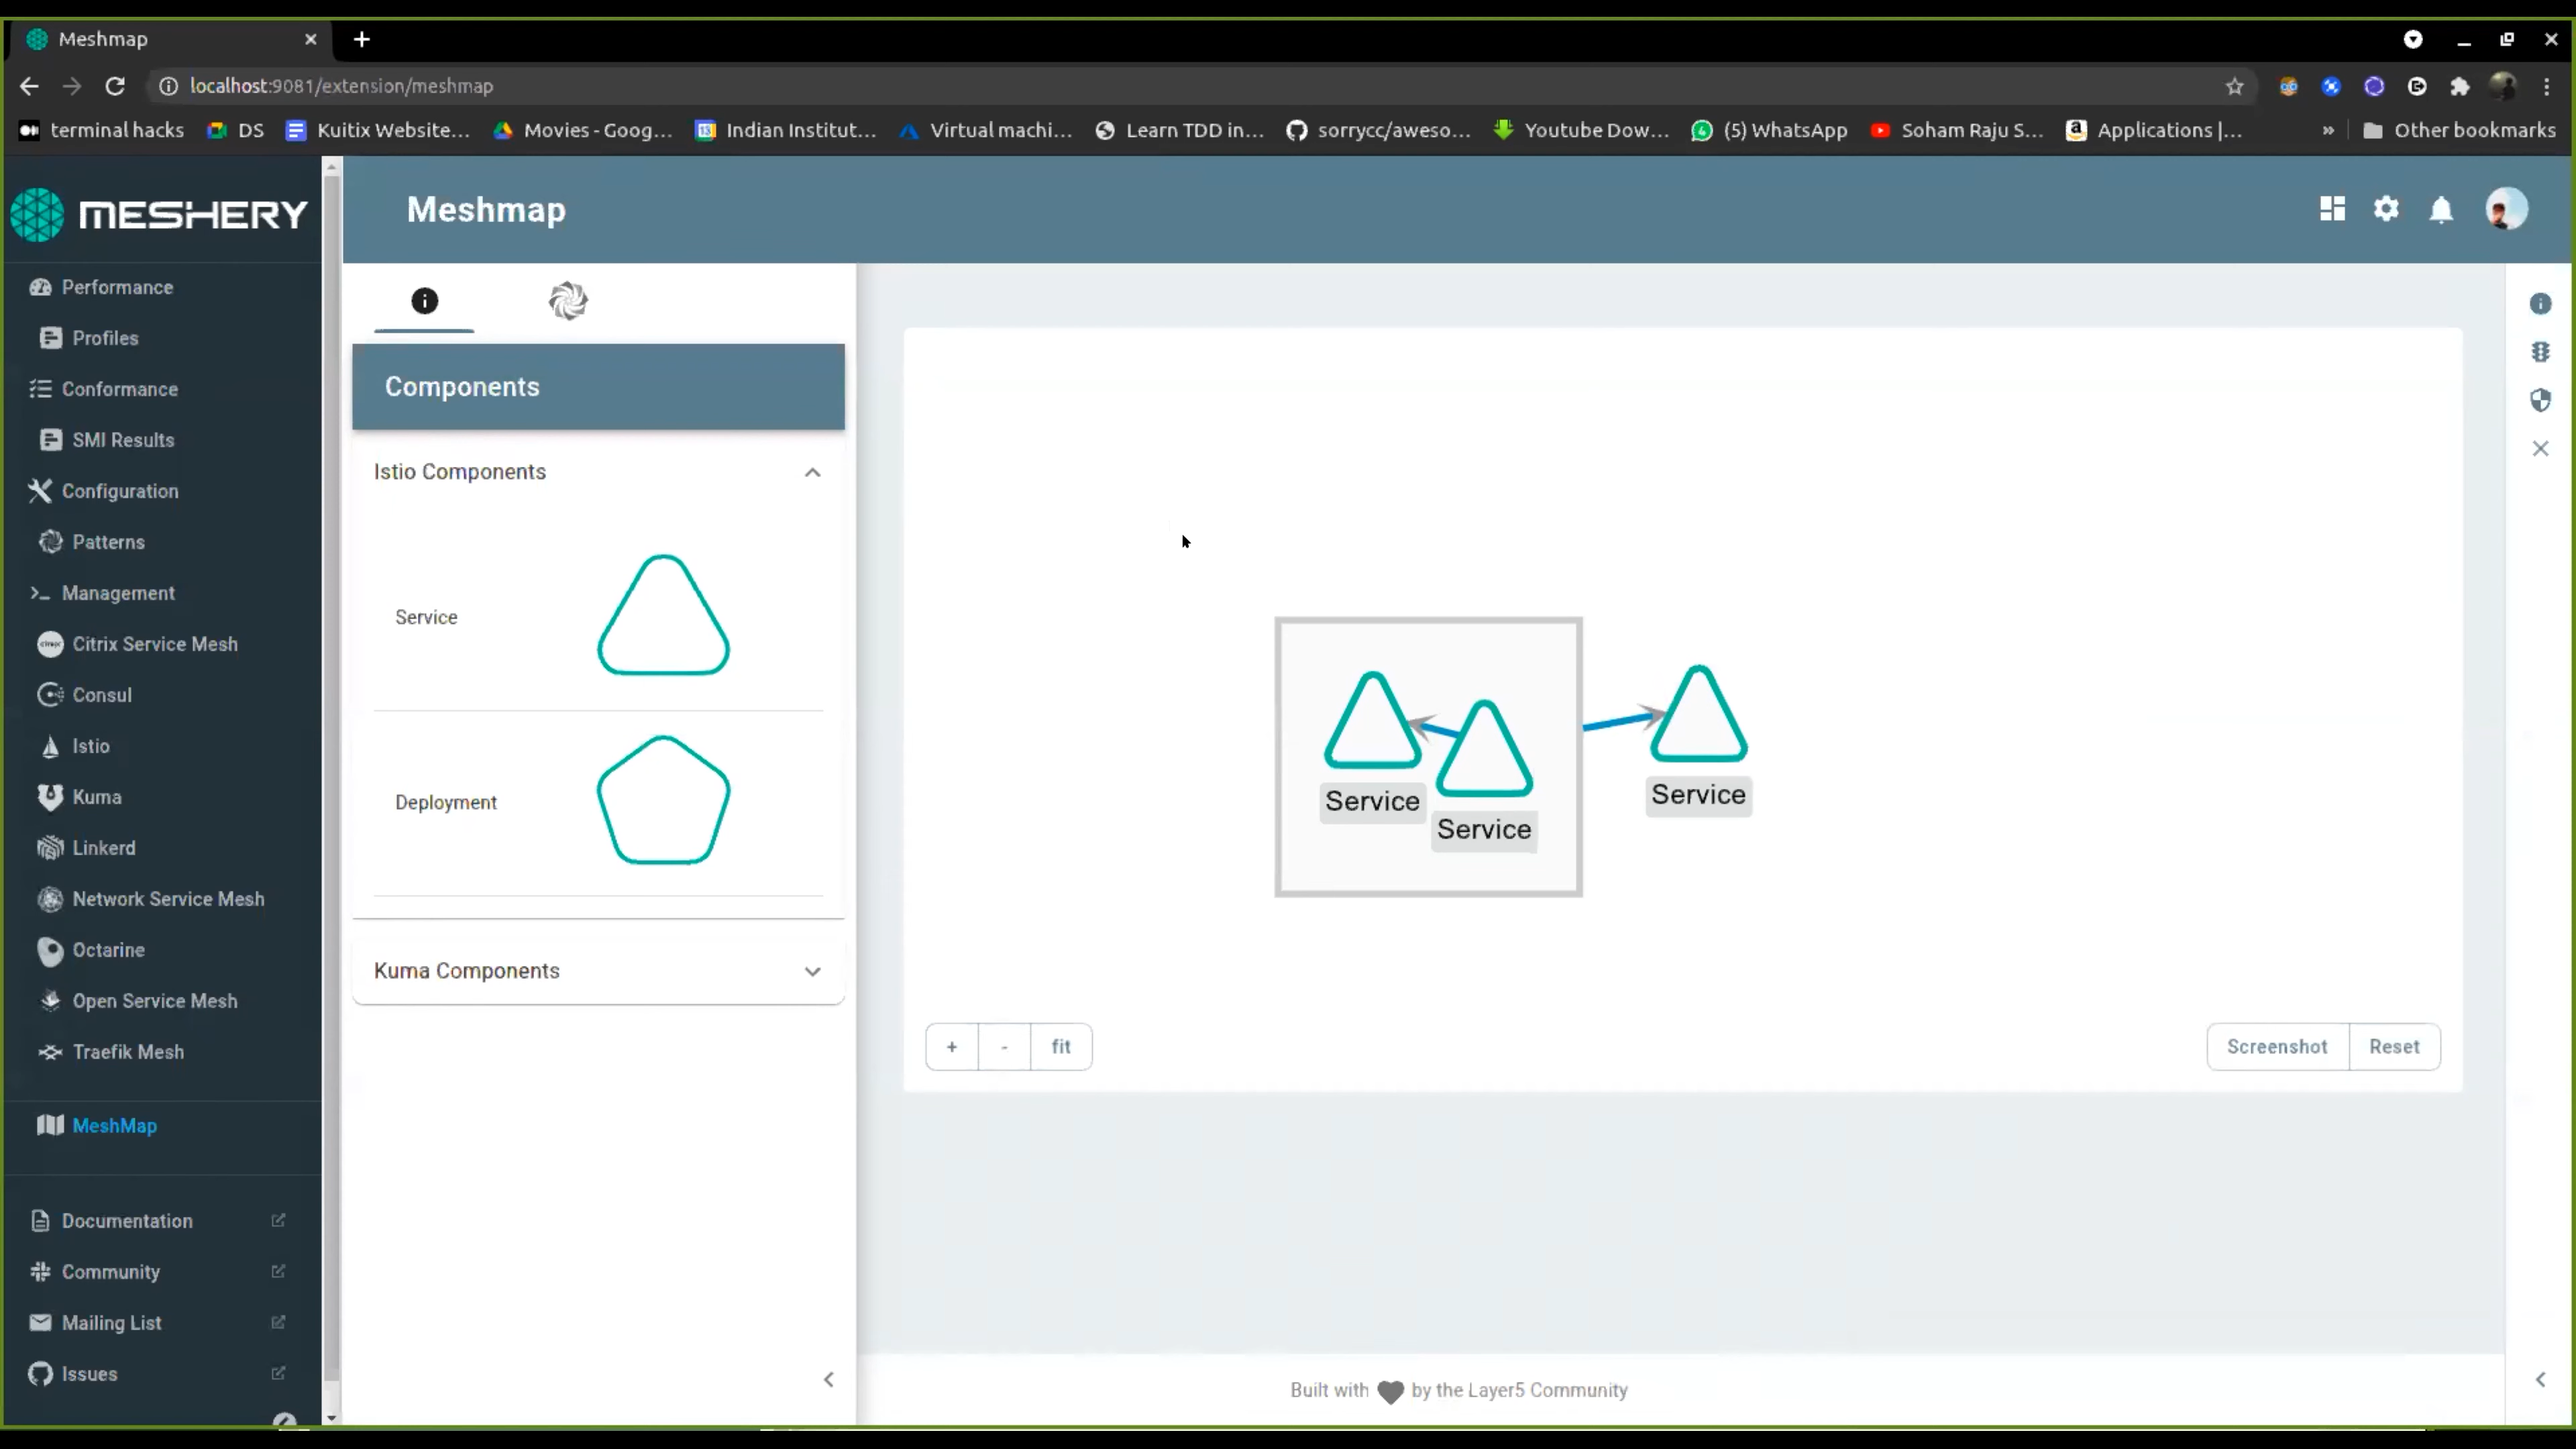 Meshmap
localhost:9081/extension/meshmap
terminal hacks
DS
Kuitix Website...
Movies - Goog...
Indian Institut...
Virtual machi...
Learn TDD in...
sorrycc/aweso...
Youtube Dow...
(5) WhatsApp
Soham Raju S...
Applications |...
»
Other bookmarks
MESHERY
Meshmap
Performance
Profiles
Conformance
SMI Results
Configuration
Patterns
Management
Citrix Service Mesh
Consul
Istio
Kuma
Linkerd
Network Service Mesh
Octarine
Open Service Mesh
Traefik Mesh
MeshMap
Documentation
Community
Mailing List
Issues
Components
Istio Components
Service
Deployment
Kuma Components
Service
Service
Service
+
-
fit
Screenshot
Reset
Built with
by the Layer5 Community